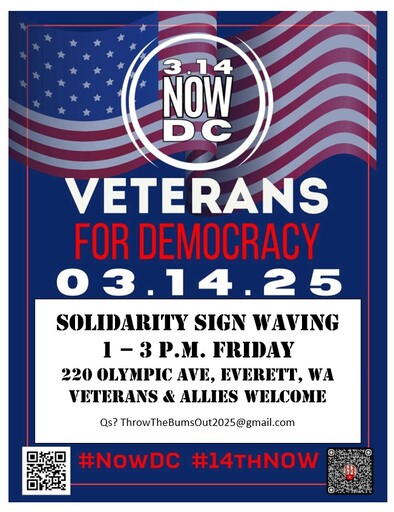 3.14
NOW
DC
VETERANS
FOR DEMOCRACY
03.14.25
SOLIDARITY SIGN WAVING
1 – 3 P.M. FRIDAY
220 OLYMPIC AVE, EVERETT, WA
VETERANS & ALLIES WELCOME
Qs? ThrowTheBumsOut2025@gmail.com
#NOWDC #14THNOW